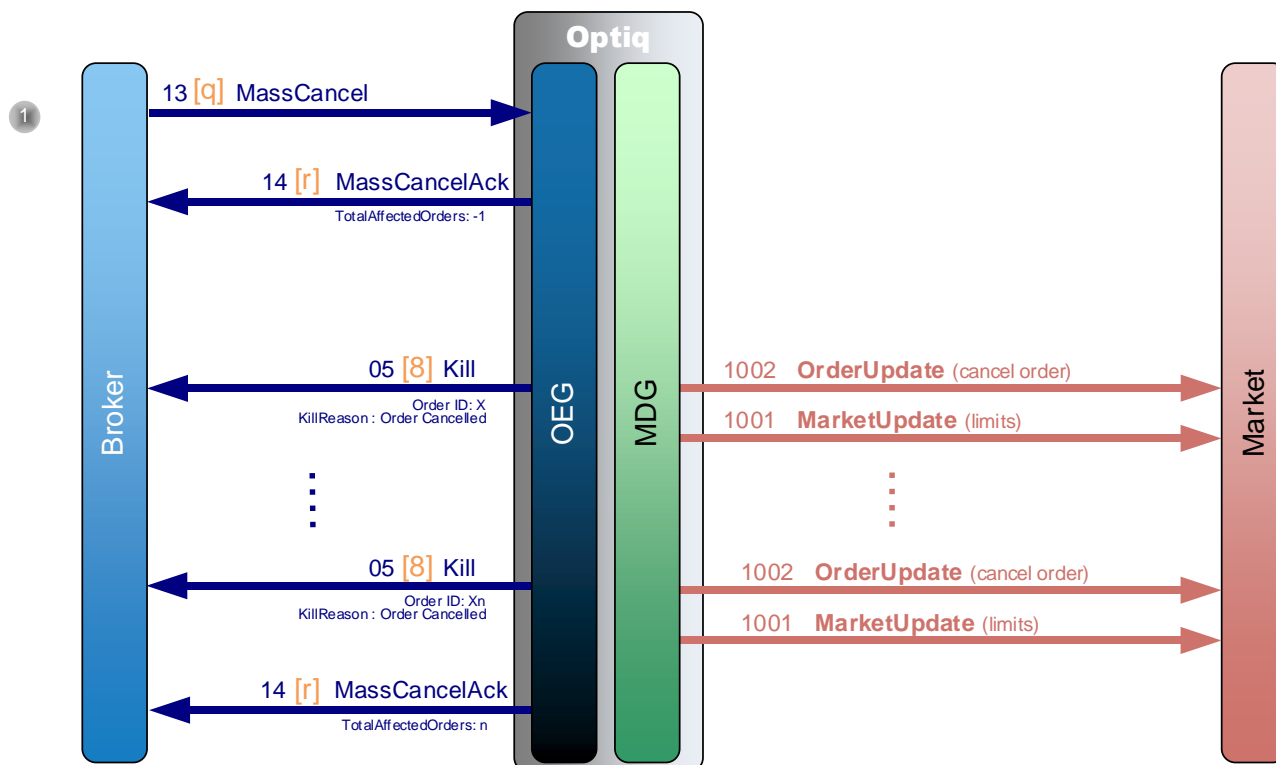 Optiq
1
13 [q] MassCancel
14 [r] MassCancelAck
TotalAffectedOrders: -1
Broker
OEG
MDG
Market
05 [8] Kill
Order ID: X
KillReason : Order Cancelled
1002 OrderUpdate (cancel order)
1001 MarketUpdate (limits)
05 [8] Kill
Order ID: Xn
KillReason : Order Cancelled
1002 OrderUpdate (cancel order)
1001 MarketUpdate (limits)
14 [r] MassCancelAck
TotalAffectedOrders: n